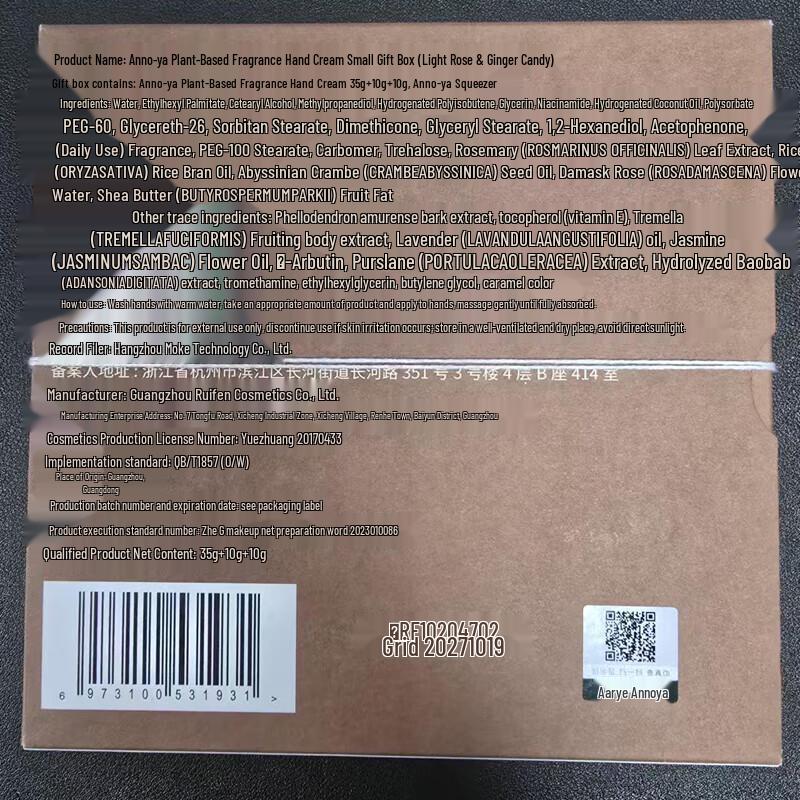 Product Name: Anno-ya Plant-Based Fragrance Hand Cream Small Gift Box (Light Rose & Ginger Candy)
Gift box contains: Anno-ya Plant-Based Fragrance Hand Cream 35g+10g+10g, Anno-ya Squeezer
Ingredients: Water, Ethylhexyl Palmitate, Cetearyl Alcohol, Methylpropanediol, Hydrogenated Polyisobutene, Glycerin, Niacinamide, Hydrogenated Coconut Oil, Polysorbate
PEG-60, Glycereth-26, Sorbitan Stearate, Dimethicone, Glyceryl Stearate, 1,2-Hexanediol, Acetophenone,
(Daily Use) Fragrance, PEG-100 Stearate, Carbomer, Trehalose, Rosemary (ROSMARINUS OFFICINALIS) Leaf Extract, Rice
(ORYZASATIVA) Rice Bran Oil, Abyssinian Crambe (CRAMBEABYSSINICA) Seed Oil, Damask Rose (ROSADAMASCENA) Flowe
Water, Shea Butter (BUTYROSPERMUMPARKII) Fruit Fat
Other trace ingredients: Phellodendron amurense bark extract, tocopherol (vitamin E), Tremella
(TREMELLAFUCIFORMIS) Fruiting body extract, Lavender (LAVANDULAANGUSTIFOLIA) oil, Jasmine
(JASMINUMSAMBAC) Flower Oil, -Arbutin, Purslane (PORTULACAOLERACEA) Extract, Hydrolyzed Baobab
(ADANSONIADIGITATA) extract, tromethamine, ethylhexylglycerin, butylene glycol, caramel color
How to use: Wash hands with warm water, take an appropriate amount of product and apply to hands, massage gently until fully absorbed.
Precautions: This product is for external use only. discontinue use if skin irritation occurs; store in a well-ventilated and dry place, avoid direct sunlight.
Record Filer: Hangzhou Moke Technology Co., Ltd.
备案人地址：浙江省杭州市滨江区长河街道长河路 351 号 3 号楼 4 层 B 座 414 室
Manufacturer: Guangzhou Ruifen Cosmetics Co., Ltd.
Manufacturing Enterprise Address: No. 7 Tongfu Road, Xicheng Industrial Zone, Xicheng Village, Renhe Town, Baiyun District, Guangzhou
Cosmetics Production License Number: Yuezhuang 20170433
Implementation standard: QB/T1857 (O/W)
Place of Origin: Guangzhou,
Guangdong
Production batch number and expiration date: see packaging label
Product execution standard number: Zhe G makeup net preparation word 2023010086
Qualified Product Net Content: 35g+10g+10g
RF10204702
Grid 20271019
6 973100 531931 >
Aarye Annoya